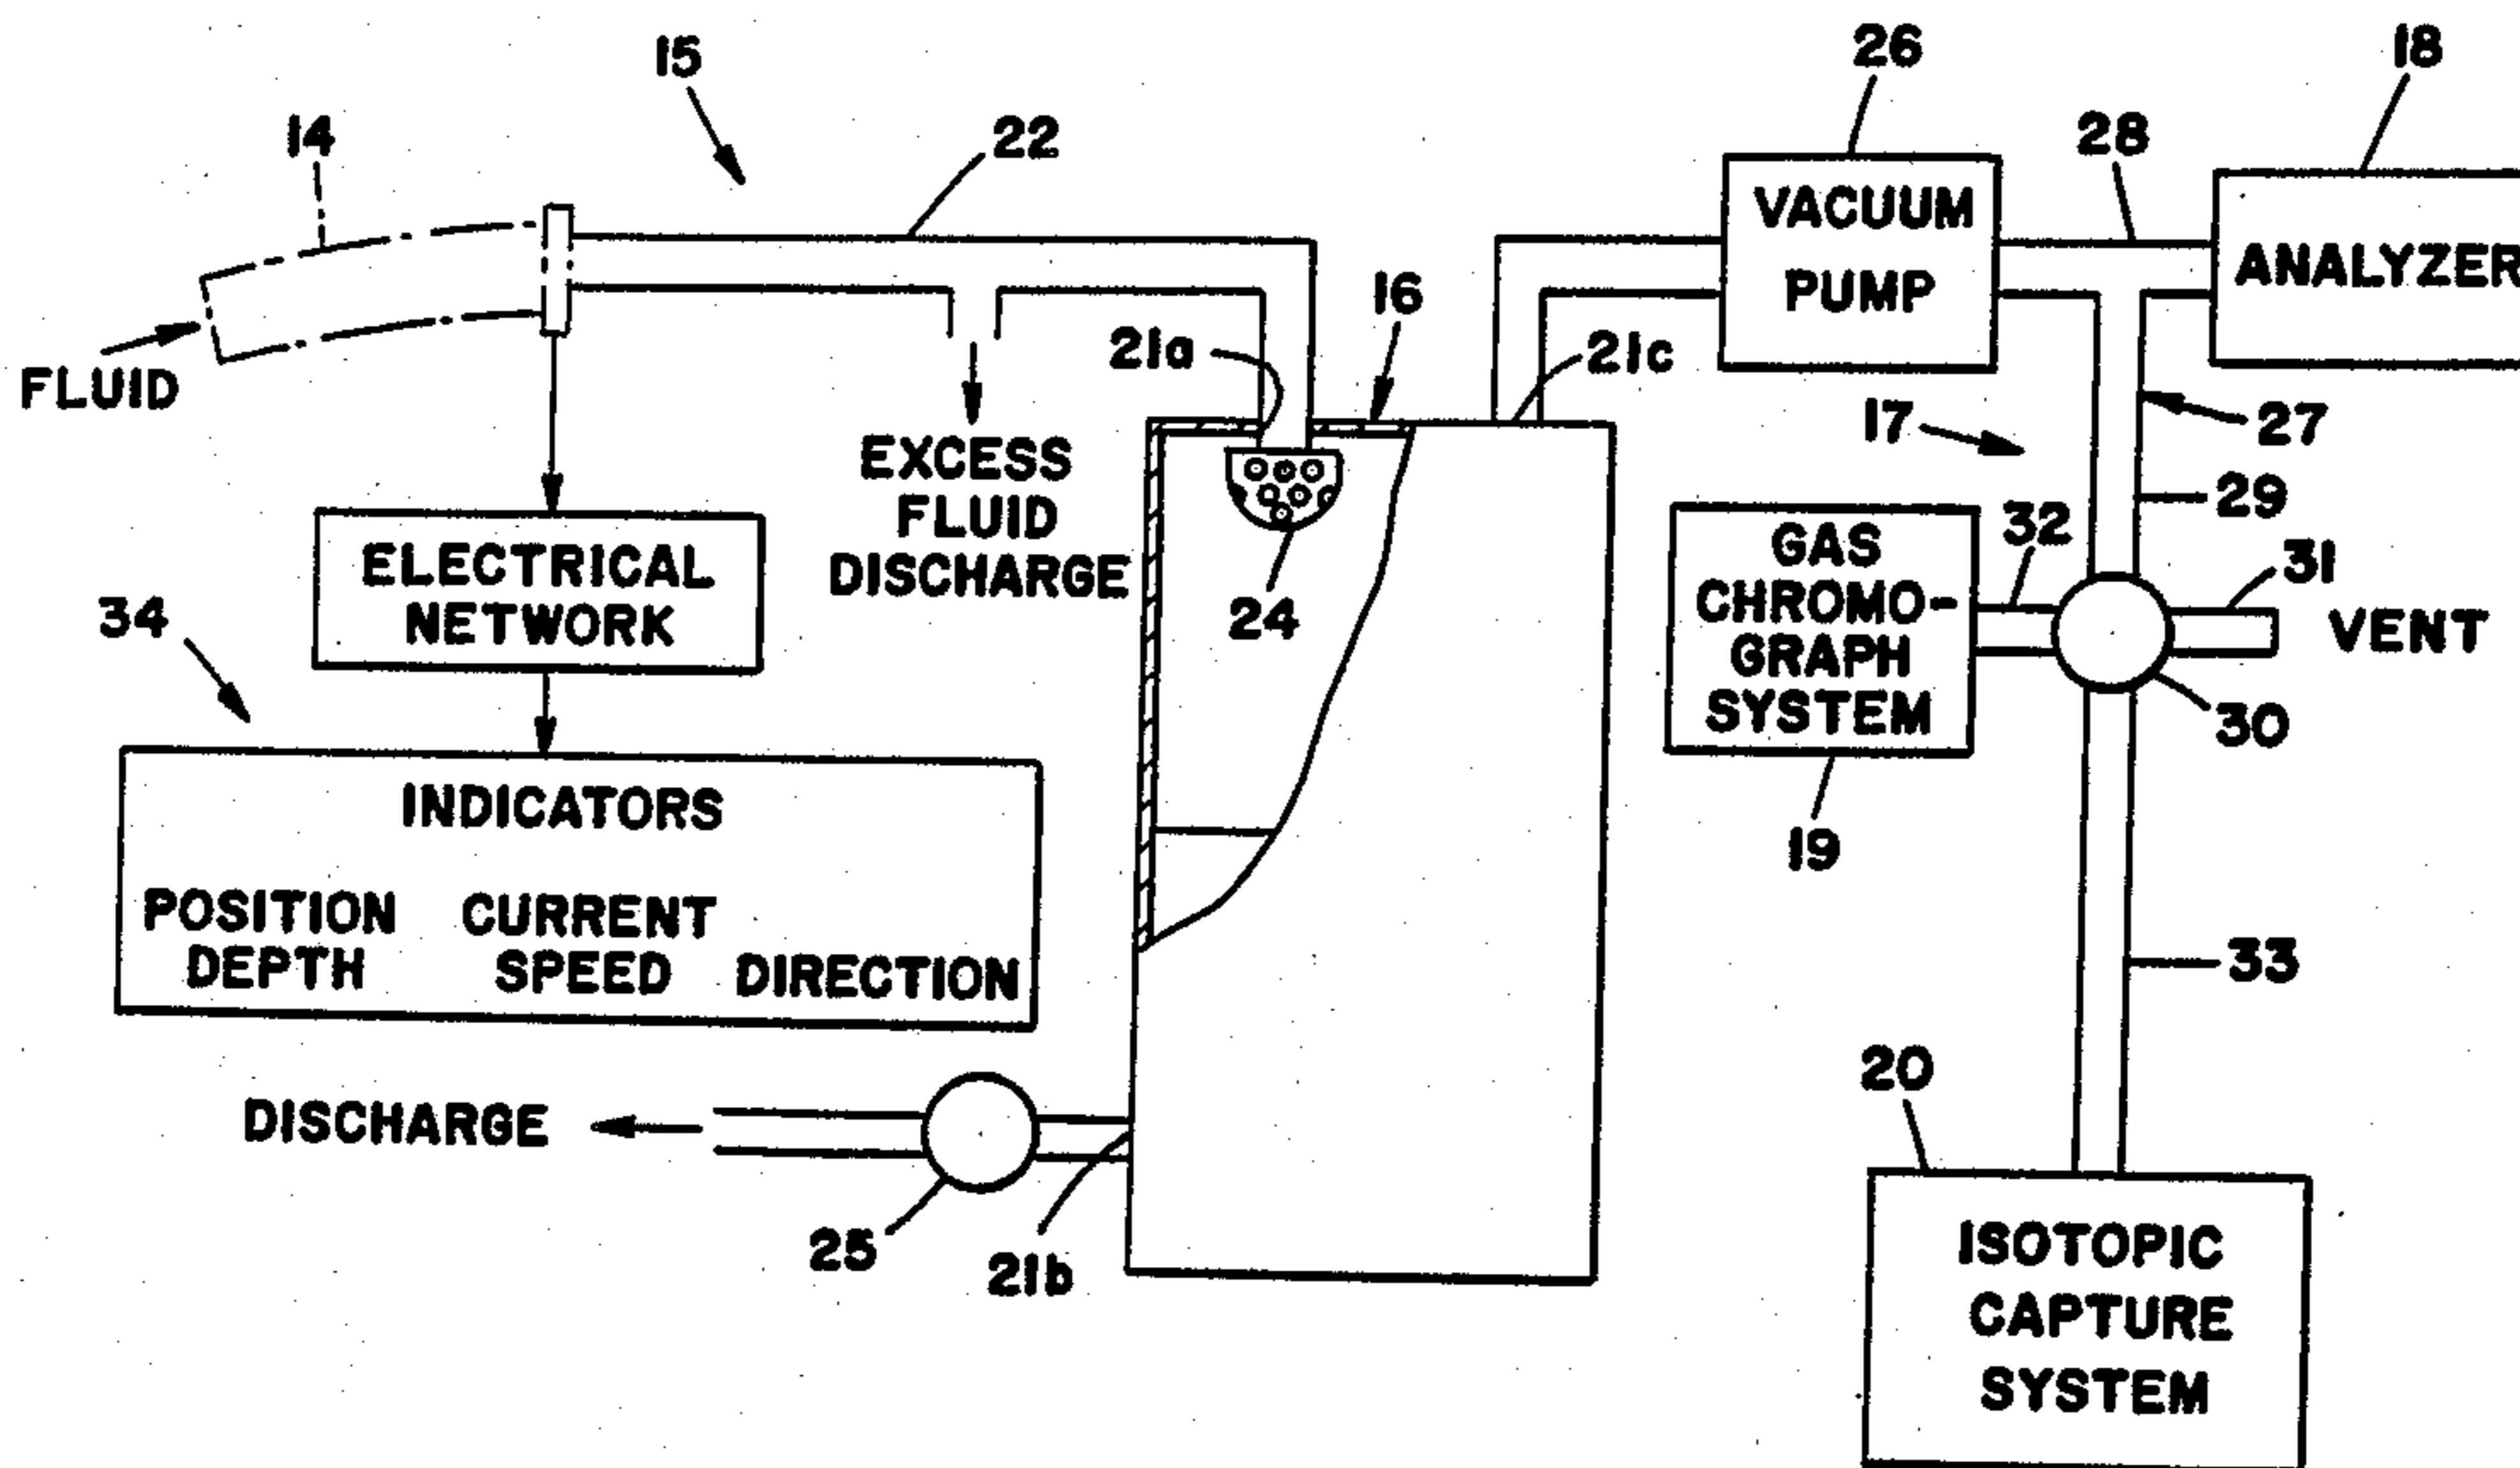 15
26
18
14
22
28
VACUUM
PUMP
ANALYZER
16
21a
21c
FLUID
17
27
EXCESS
FLUID
DISCHARGE
29
ELECTRICAL
NETWORK
24
GAS
CHROMO-
GRAPH
SYSTEM
32
31
VENT
34
30
19
INDICATORS
POSITION
DEPTH
CURRENT
SPEED
DIRECTION
33
20
DISCHARGE
25
21b
ISOTOPIC
CAPTURE
SYSTEM